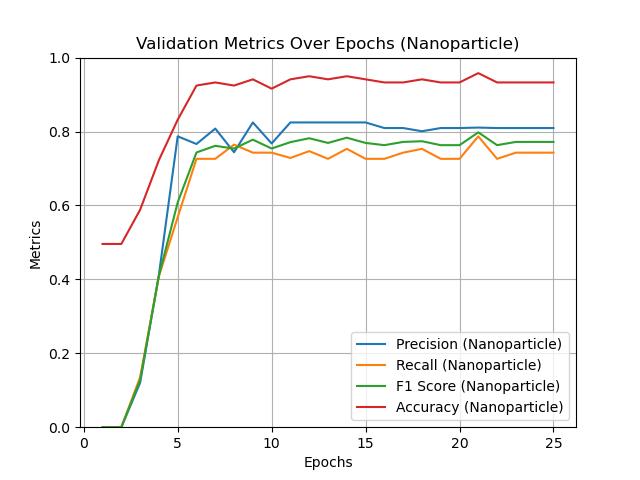 Validation Metrics Over Epochs (Nanoparticle)
1.0
0.8
0.6
0.4
0.2
0.0
Metrics
0 5 10 15 20 25
Epochs
Precision (Nanoparticle)
Recall (Nanoparticle)
F1 Score (Nanoparticle)
Accuracy (Nanoparticle)